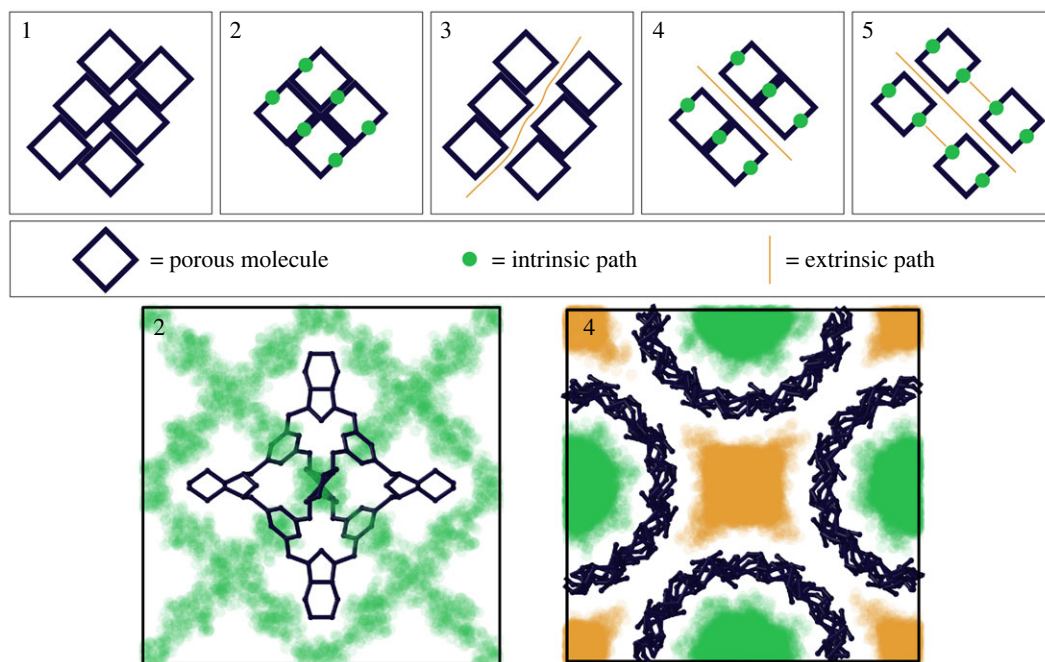 1 2 3 4 5
= porous molecule = intrinsic path = extrinsic path
2 4